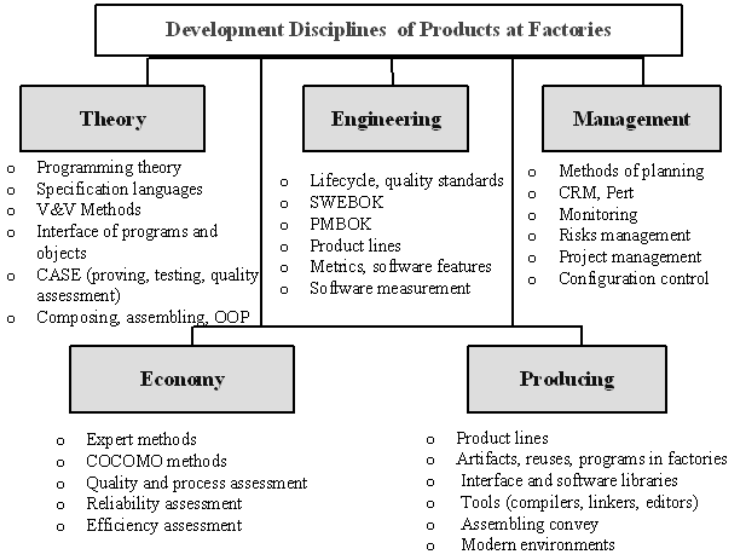 Development Disciplines of Products at Factories
Theory
o Programming theory
o Specification languages
o V&V Methods
o Interface of programs and
objects
o CASE (proving, testing, quality
assessment)
o Composing, assembling, OOP
Engineering
o Lifecycle, quality standards
o SWEBOK
o PMBOK
o Product lines
o Metrics, software features
o Software measurement
Management
o Methods of planning
o CRM, Pert
o Monitoring
o Risks management
o Project management
o Configuration control
Economy
o Expert methods
o COCOMO methods
o Quality and process assessment
o Reliability assessment
o Efficiency assessment
Producing
o Product lines
o Artifacts, reuses, programs in factories
o Interface and software libraries
o Tools (compilers, linkers, editors)
o Assembling convey
o Modern environments